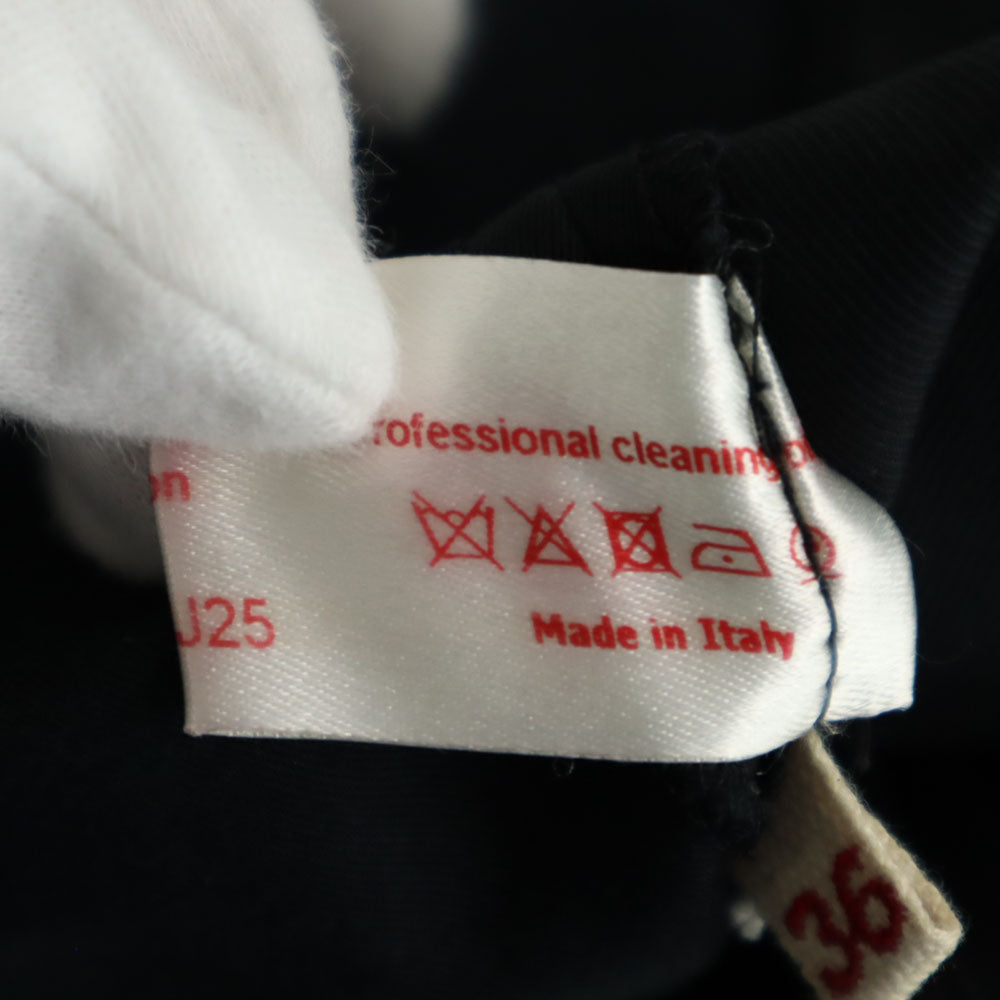 rofessional cleaning
on
J25
Made in Italy
36